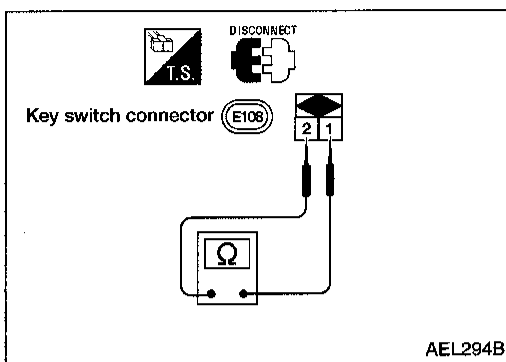 DISCONNECT
T.S.
Key switch connector E108
2 1
Ω
AEL294B